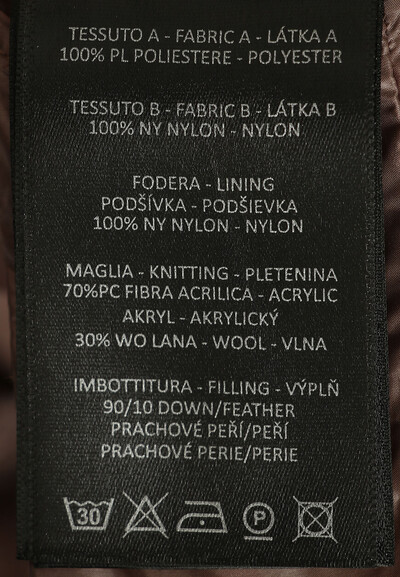 TESSUTO A - FABRIC A - LÁTKA A
100% PL POLIESTERE - POLYESTER
TESSUTO B - FABRIC B - LÁTKA B
100% NY NYLON - NYLON
FODERA - LINING
PODŠÍVKA - PODŠIEVKA
100% NY NYLON - NYLON
MAGLIA - KNITTING - PLETENINA
70%PC FIBRA ACRILICA - ACRYLIC
AKRYL - AKRYLICKÝ
30% WO LANA - WOOL - VLNA
IMBOTTITURA - FILLING - VÝPLŇ
90/10 DOWN/FEATHER
PRACHOVÉ PEŘÍ/PEŘÍ
PRACHOVÉ PERIE/PERIE
30 P